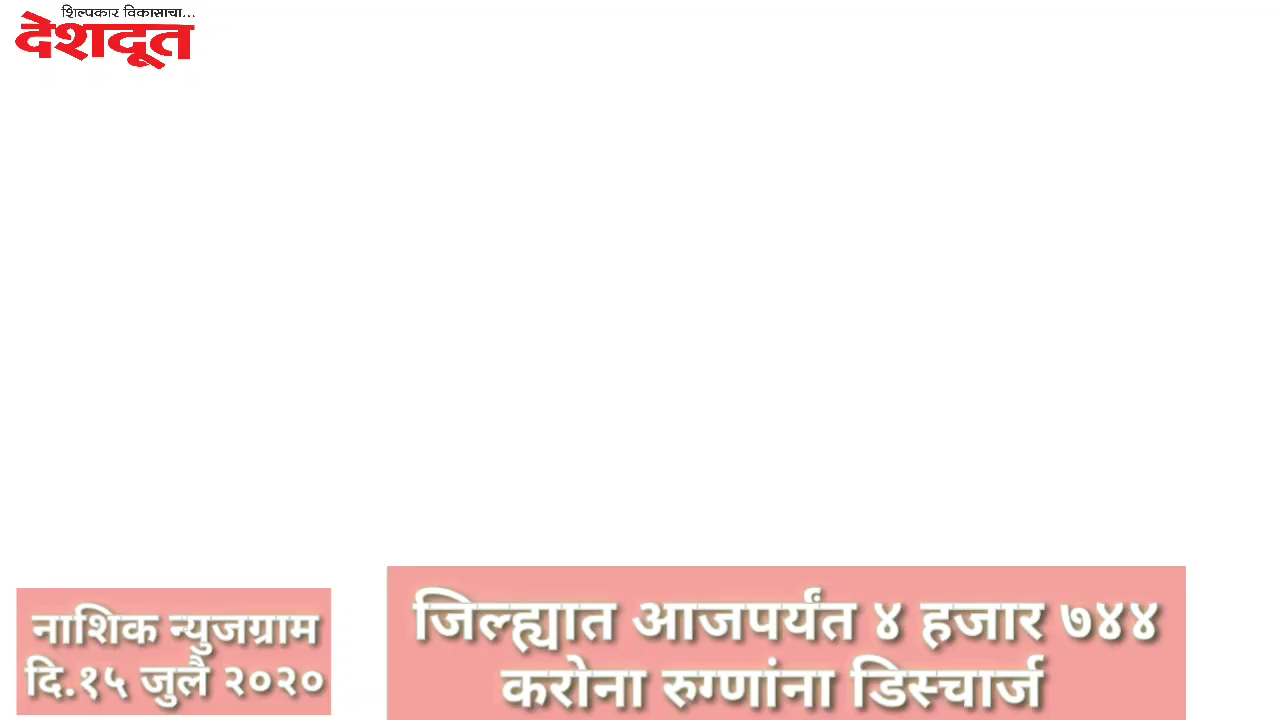 शिल्पकार विकासाचा...
देशदूत
नाशिक न्युजग्राम
दि.१५ जुलै २०२०
जिल्ह्यात आजपर्यंत ४ हजार ७४४
करोना रुग्णांना डिस्चार्ज